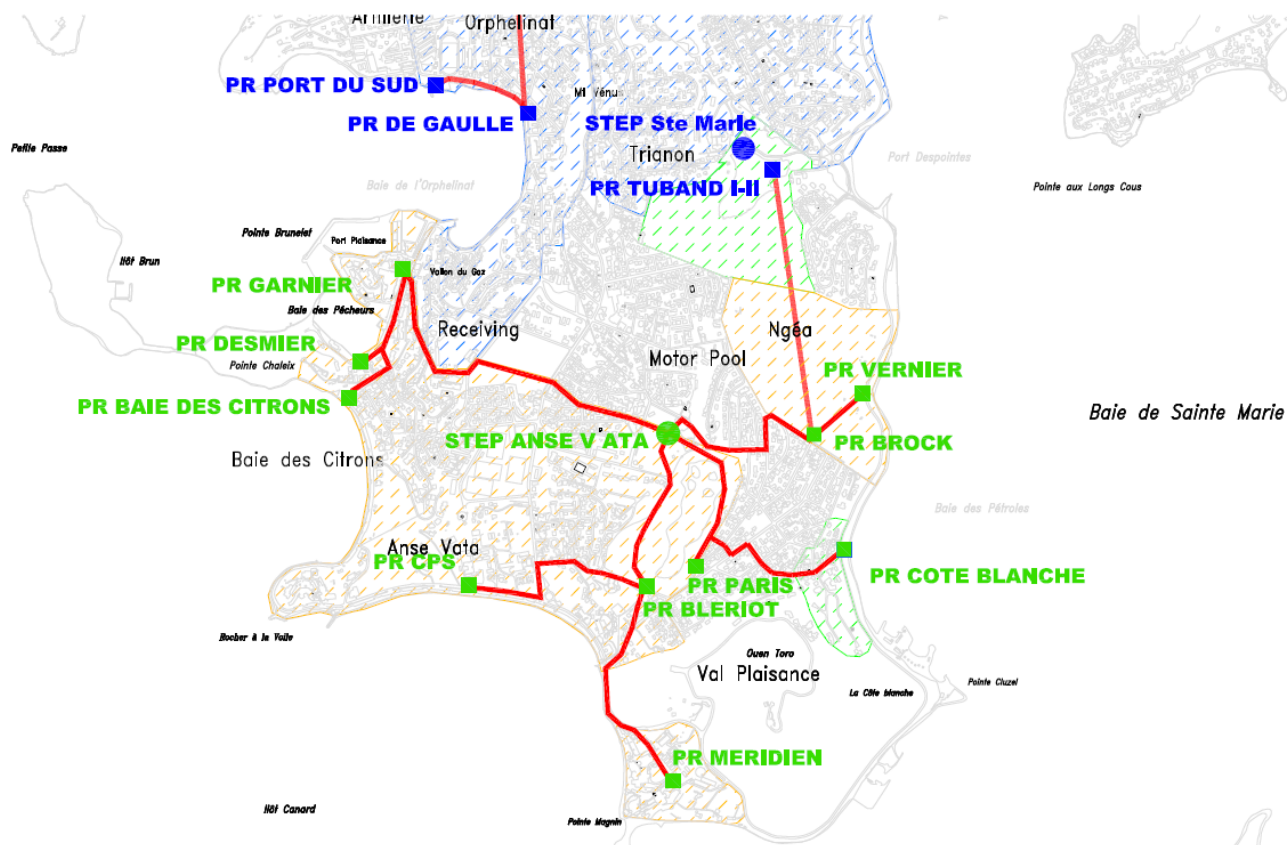 Artillerie
Orphelinat
PR PORT DU SUD
Mt Vénus
PR DE GAULLE
STEP Ste Marie
Petite Passe
Trianon
Port Despointes
Baie de l'Orphelinat
PR TUBAND I-II
Pointe aux Longs Cous
Pointe Brunelet
Port Plaisance
Ilôt Brun
Vallon du Gaz
PR GARNIER
Baie des Pêcheurs
Receiving
Ngéa
PR DESMIER
Motor Pool
Pointe Chaleix
PR VERNIER
PR BAIE DES CITRONS
Baie de Sainte Marie
STEP ANSE V ATA
PR BROCK
Baie des Citrons
Baie des Pétroles
Anse Vata
PR CPS
PR COTE BLANCHE
PR PARIS
PR BLERIOT
Rocher à la Voile
Ouen Toro
Val Plaisance
Pointe Cluzel
La Côte blanche
PR MERIDIEN
Ilôt Canard
Pointe Magnin